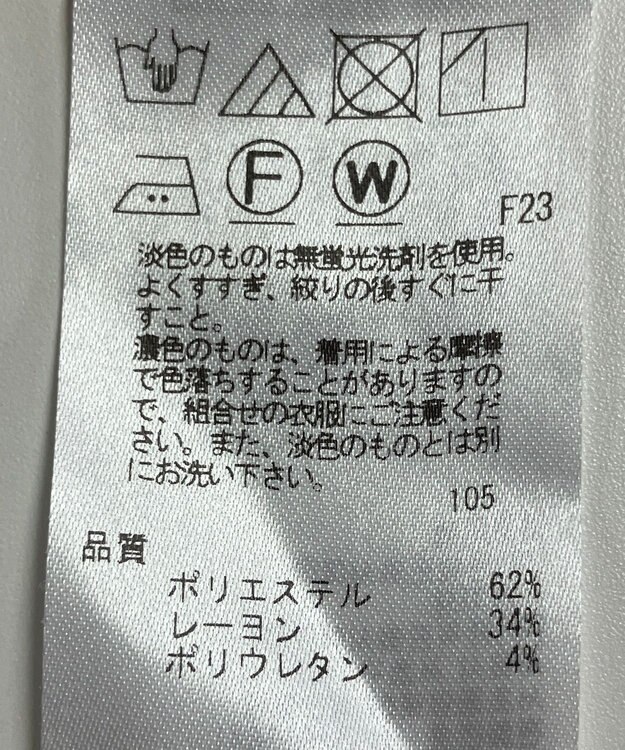 F W
F23
淡色のものは無蛍光洗剤を使用。
よくすすぎ、絞りの後すぐに干
すこと。
濃色のものは、着用による摩擦
で色落ちすることがありますの
で、組合せの衣服にご注意くだ
さい。また、淡色のものとは別
にお洗い下さい。
105
品質
ポリエステル 62%
レーヨン 34%
ポリウレタン 4%